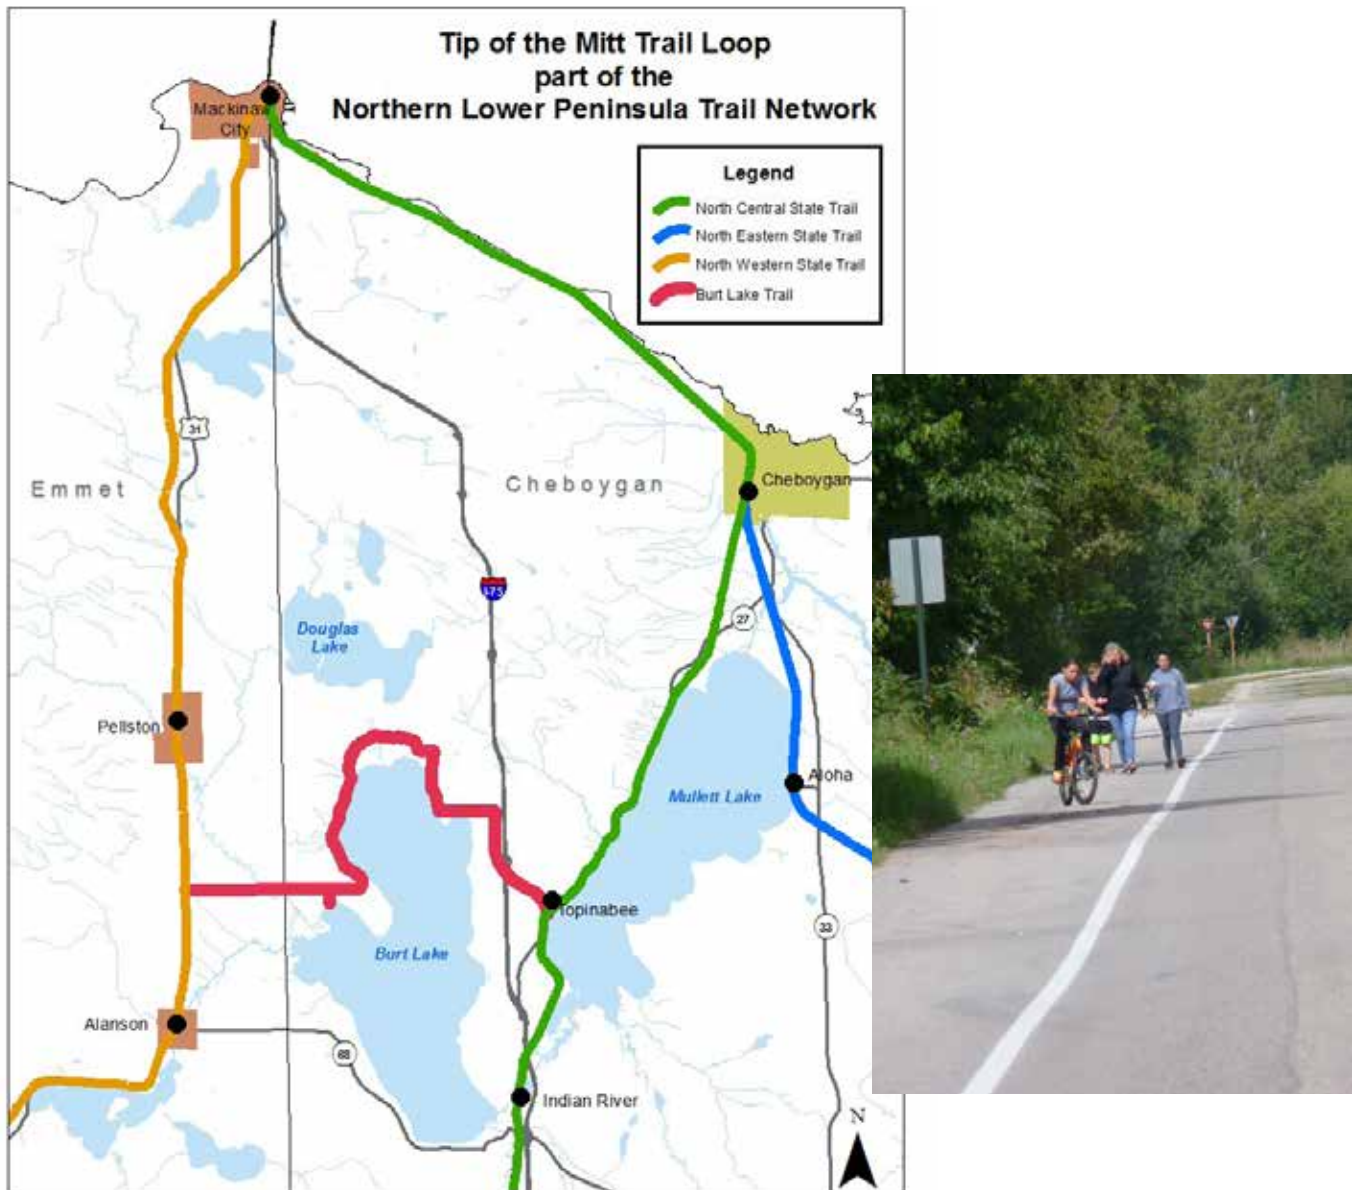 Tip of the Mitt Trail Loop
part of the
Northern Lower Peninsula Trail Network
Legend
North Central State Trail
North Eastern State Trail
North Western State Trail
Burt Lake Trail
Mackinaw
City
31
Emmet
Cheboygan
Cheboygan
I-75
27
Douglas
Lake
Pellston
Aloha
Mullett Lake
Topinabee
33
Burt Lake
Alanson
68
Indian River
N